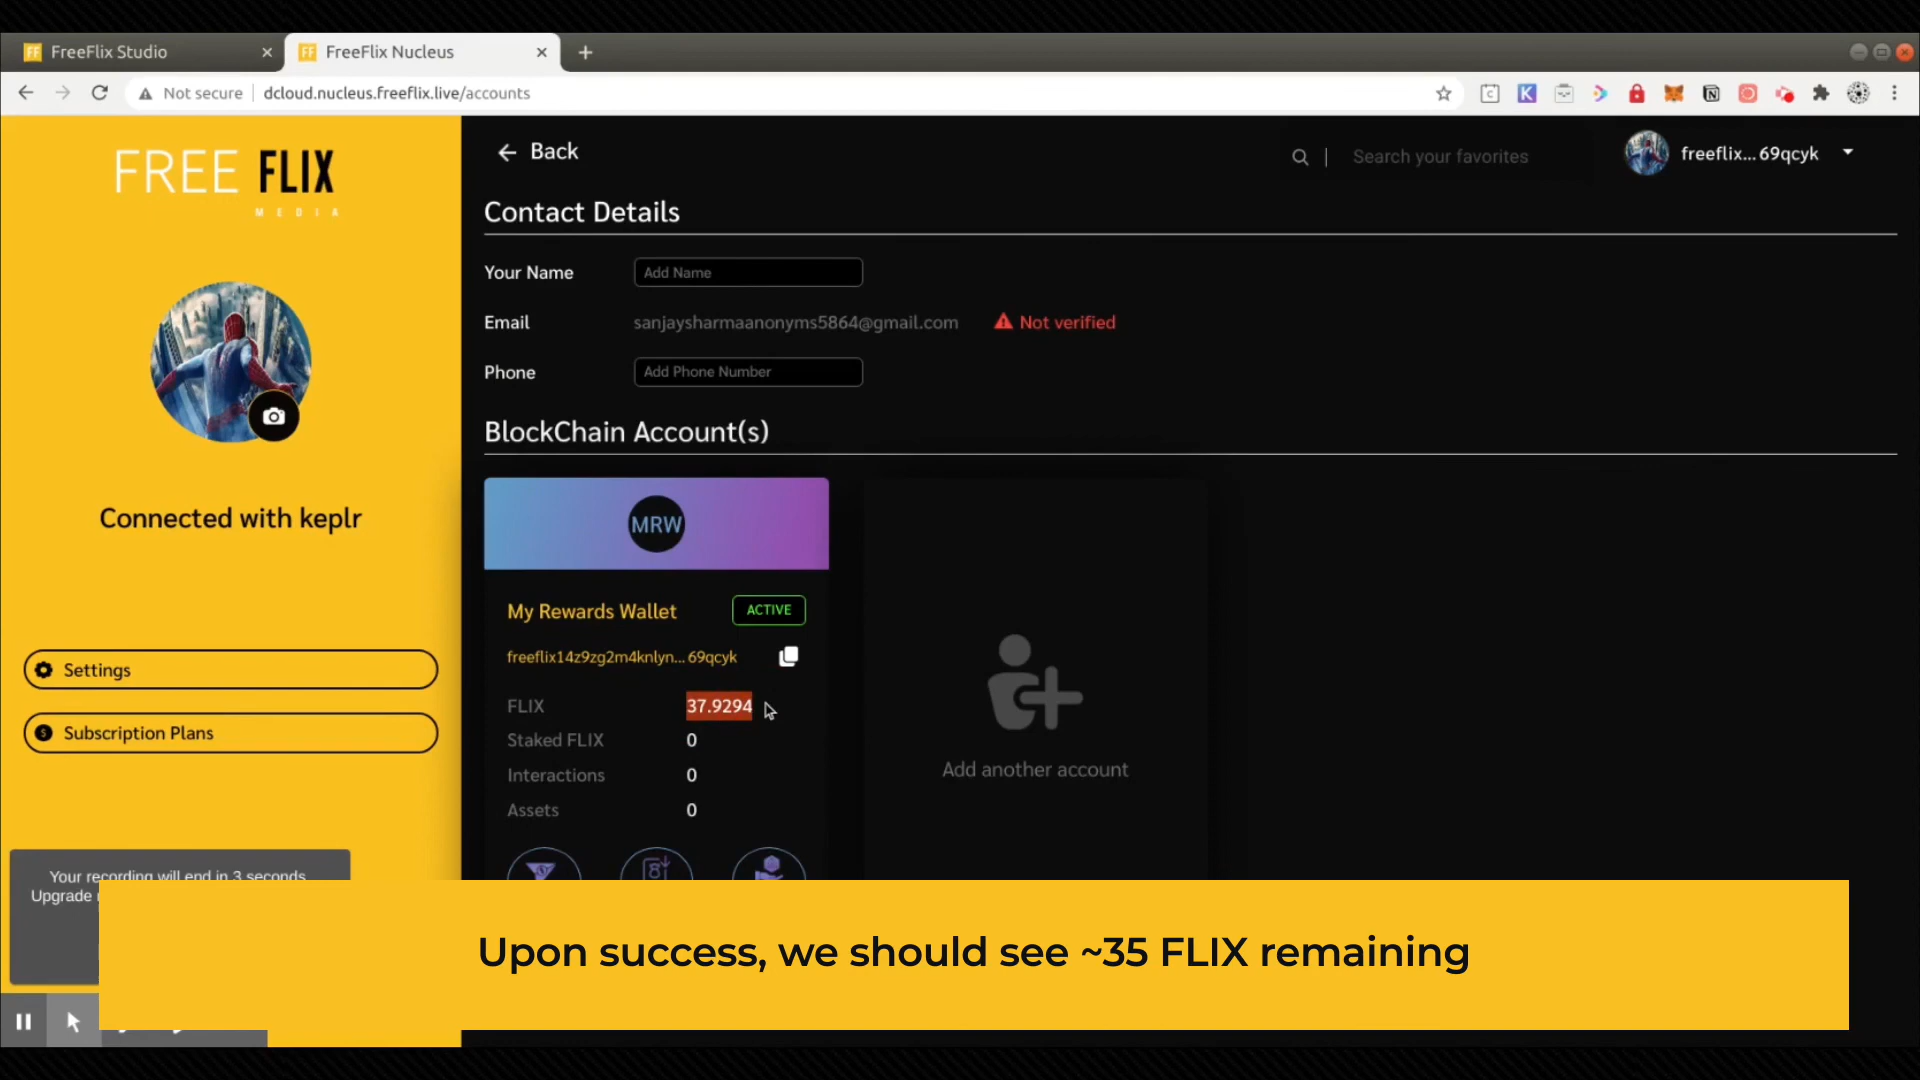 FreeFlix Studio
FreeFlix Nucleus
Not secure
dcloud.nucleus.freeflix.live/accounts
FREE FLIX
MEDIA
Back
Search your favorites
freeflix...69qcyk
Contact Details
Your Name
Add Name
Email
sanjaysharmaanonyms5864@gmail.com
Not verified
Phone
Add Phone Number
BlockChain Account(s)
Connected with keplr
Settings
Subscription Plans
MRW
My Rewards Wallet
ACTIVE
freeflix14z9zg2m4knlyn...69qcyk
FLIX
37.9294
Staked FLIX
0
Interactions
0
Assets
0
Add another account
Your recording will end in 3 seconds.
Upgrade
Upon success, we should see ~35 FLIX remaining